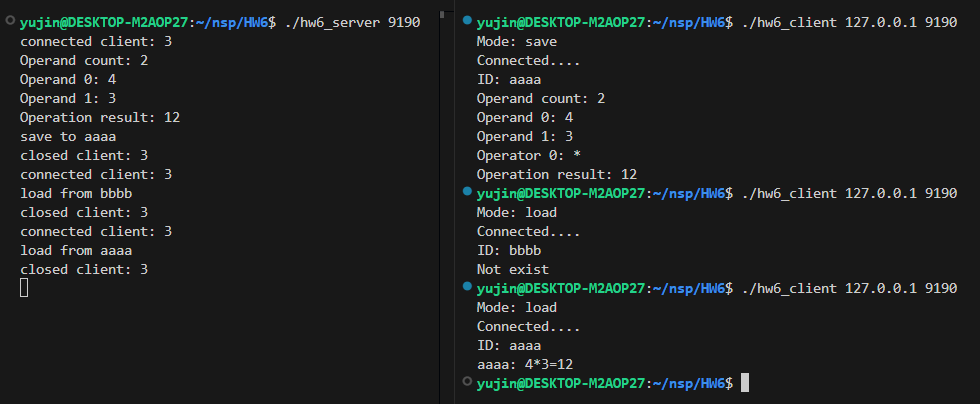 yujin@DESKTOP-M2AOP27:~/nsp/HW6$ ./hw6_server 9190
connected client: 3
Operand count: 2
Operand 0: 4
Operand 1: 3
Operation result: 12
save to aaaa
closed client: 3
connected client: 3
load from bbbb
closed client: 3
connected client: 3
load from aaaa
closed client: 3
yujin@DESKTOP-M2AOP27:~/nsp/HW6$ ./hw6_client 127.0.0.1 9190
Mode: save
Connected....
ID: aaaa
Operand count: 2
Operand 0: 4
Operand 1: 3
Operator 0: *
Operation result: 12
yujin@DESKTOP-M2AOP27:~/nsp/HW6$ ./hw6_client 127.0.0.1 9190
Mode: load
Connected....
ID: bbbb
Not exist
yujin@DESKTOP-M2AOP27:~/nsp/HW6$ ./hw6_client 127.0.0.1 9190
Mode: load
Connected....
ID: aaaa
aaaa: 4*3=12
yujin@DESKTOP-M2AOP27:~/nsp/HW6$